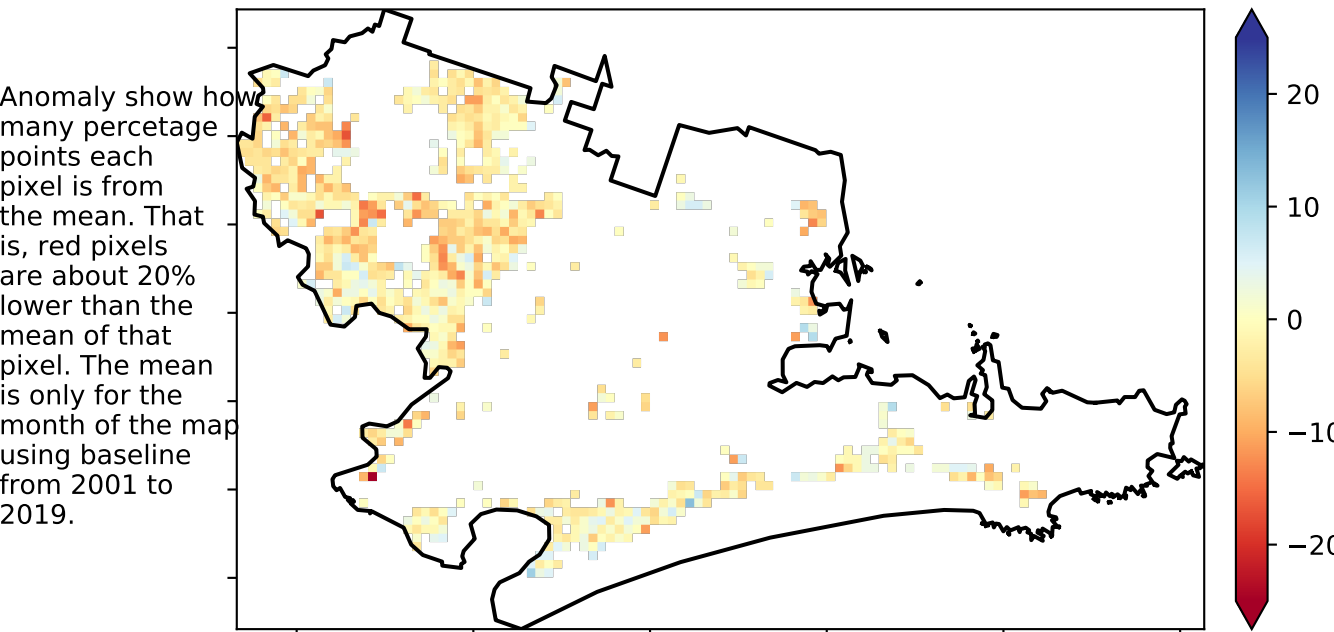 Anomaly show how
many percetage
points each
pixel is from
the mean. That
is, red pixels
are about 20%
lower than the
mean of that
pixel. The mean
is only for the
month of the map
using baseline
from 2001 to
2019.
20
10
0
−10
−20